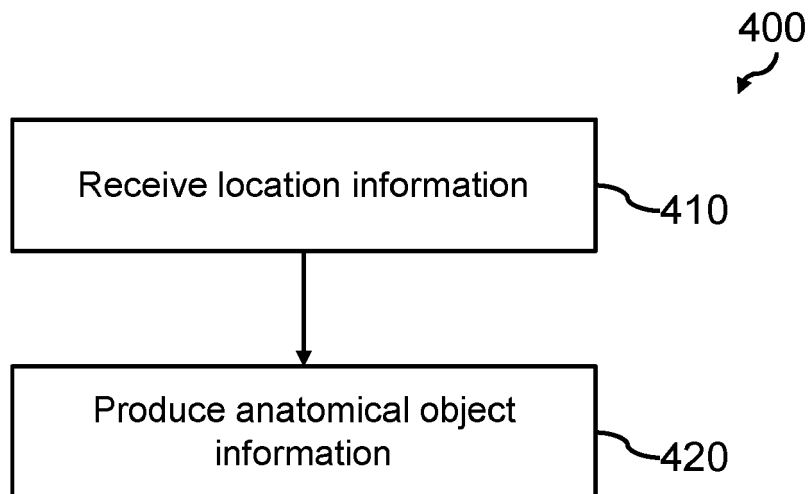 400
Receive location information
410
Produce anatomical object
information
420